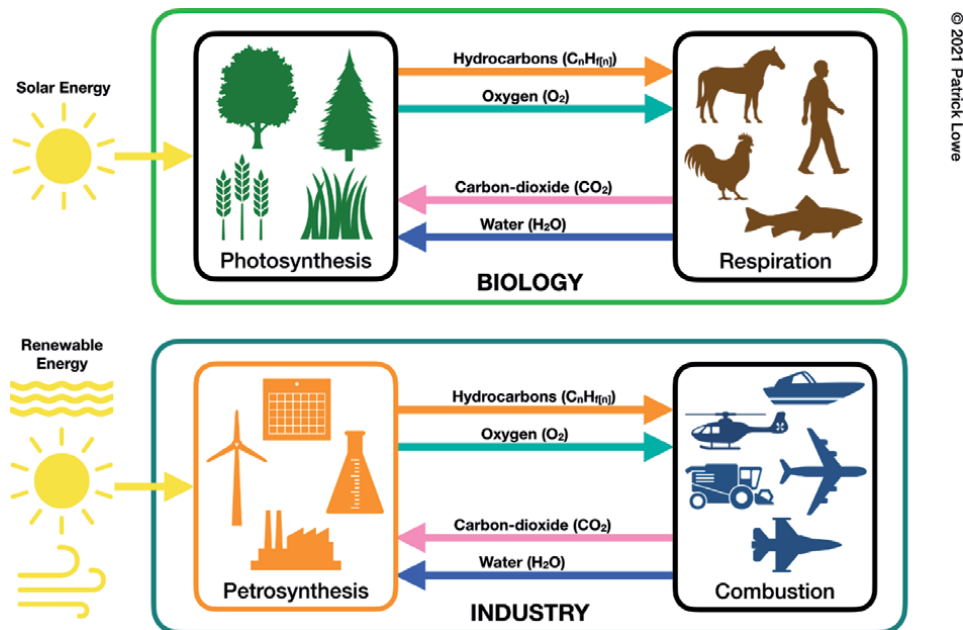 © 2021 Patrick Lowe
Solar Energy
Hydrocarbons (CnHf[n])
Oxygen (O₂)
Carbon-dioxide (CO₂)
Water (H₂O)
Photosynthesis
Respiration
BIOLOGY
Renewable
Energy
Hydrocarbons (CnHf[n])
Oxygen (O₂)
Carbon-dioxide (CO₂)
Water (H₂O)
Petrosynthesis
Combustion
INDUSTRY